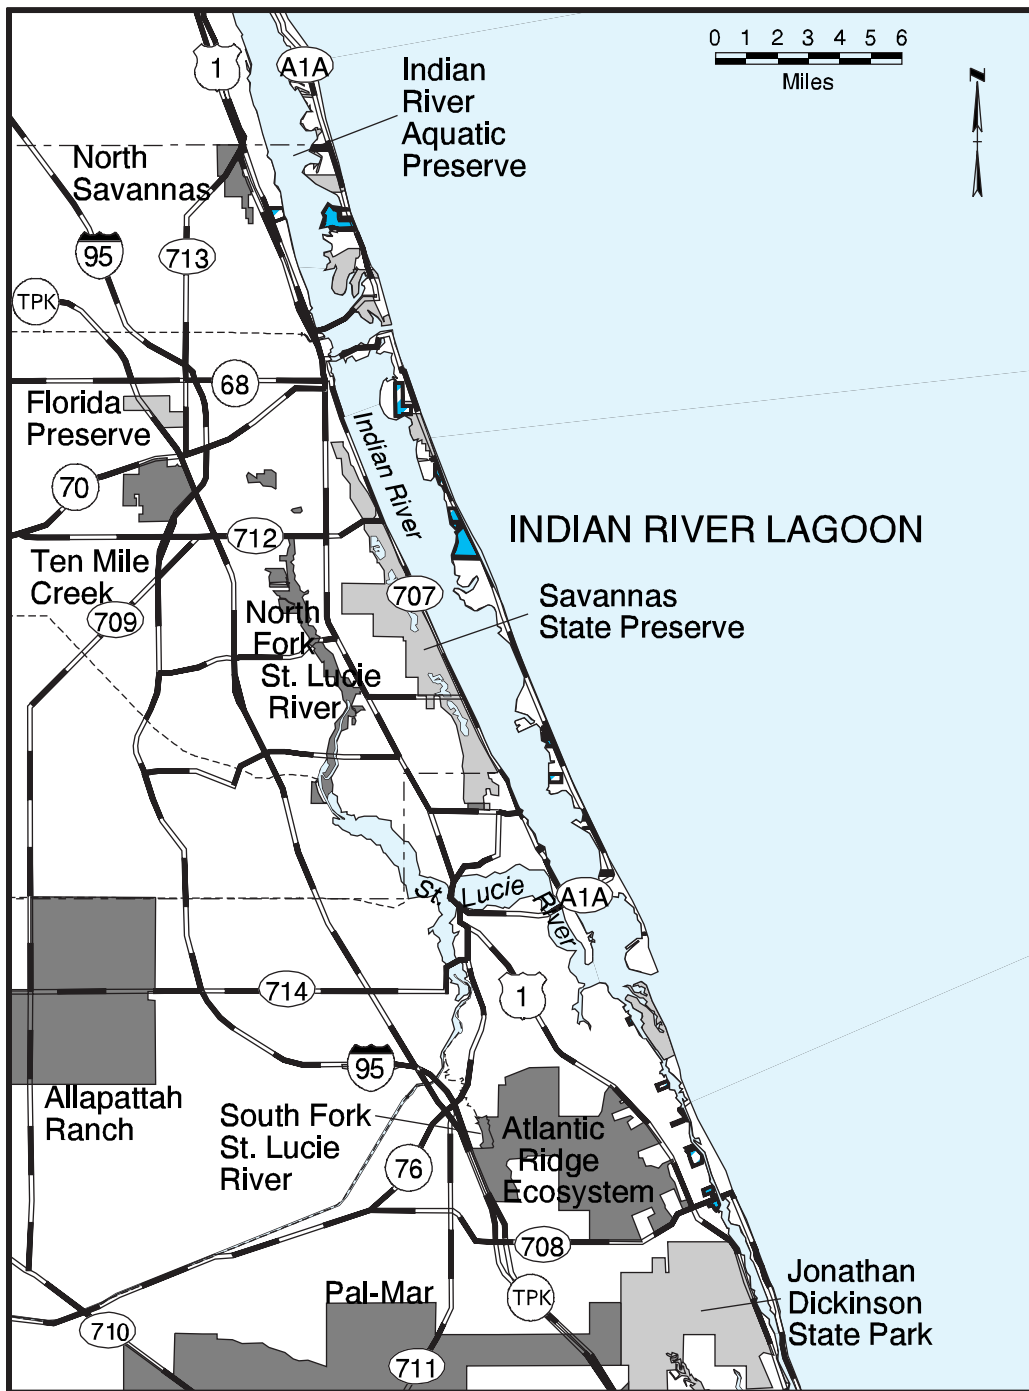 0 1 2 3 4 5 6
Miles
N
1
A1A
Indian
River
Aquatic
Preserve
North
Savannas
95
713
TPK
68
Florida
Preserve
Indian River
70
712
INDIAN RIVER LAGOON
Ten Mile
Creek
709
707
Savannas
State Preserve
North
Fork
St. Lucie
River
St. Lucie River
A1A
714
1
95
Allapattah
Ranch
South Fork
St. Lucie
River
76
Atlantic
Ridge
Ecosystem
708
Pal-Mar
TPK
Jonathan
Dickinson
State Park
710
711